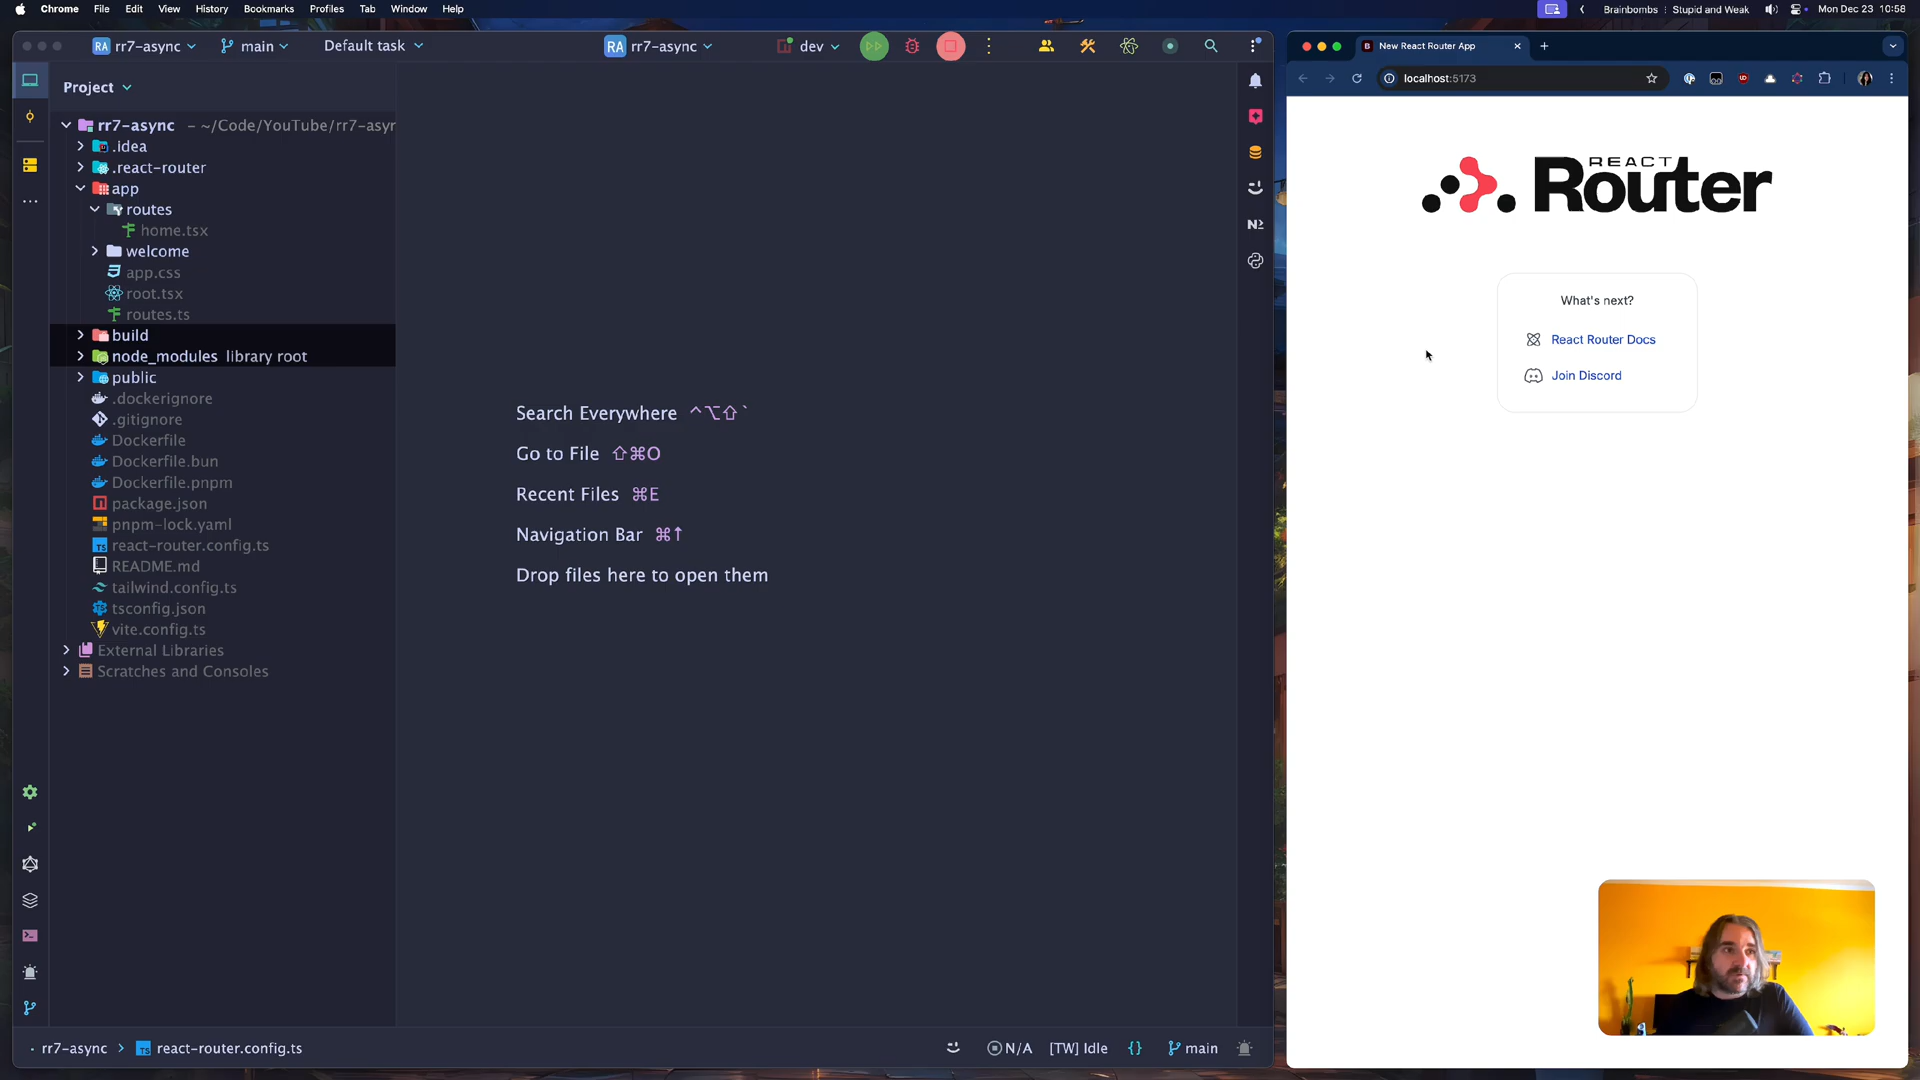 Chrome File Edit View History Bookmarks Profiles Tab Window Help
Brainbombs : Stupid and Weak Mon Dec 23 10:58
RA rr7-async main Default task RA rr7-async dev
Project
rr7-async – ~/Code/YouTube/rr7-asyr
.idea
.react-router
app
routes
home.tsx
welcome
app.css
root.tsx
routes.ts
build
node_modules library root
public
.dockerignore
.gitignore
Dockerfile
Dockerfile.bun
Dockerfile.pnpm
package.json
pnpm-lock.yaml
react-router.config.ts
README.md
tailwind.config.ts
tsconfig.json
vite.config.ts
External Libraries
Scratches and Consoles
Search Everywhere ^⌥⇧`
Go to File ⇧⌘O
Recent Files ⌘E
Navigation Bar ⌘↑
Drop files here to open them
rr7-async > react-router.config.ts
N/A [TW] Idle {} main
New React Router App
localhost:5173
REACT
Router
What's next?
React Router Docs
Join Discord